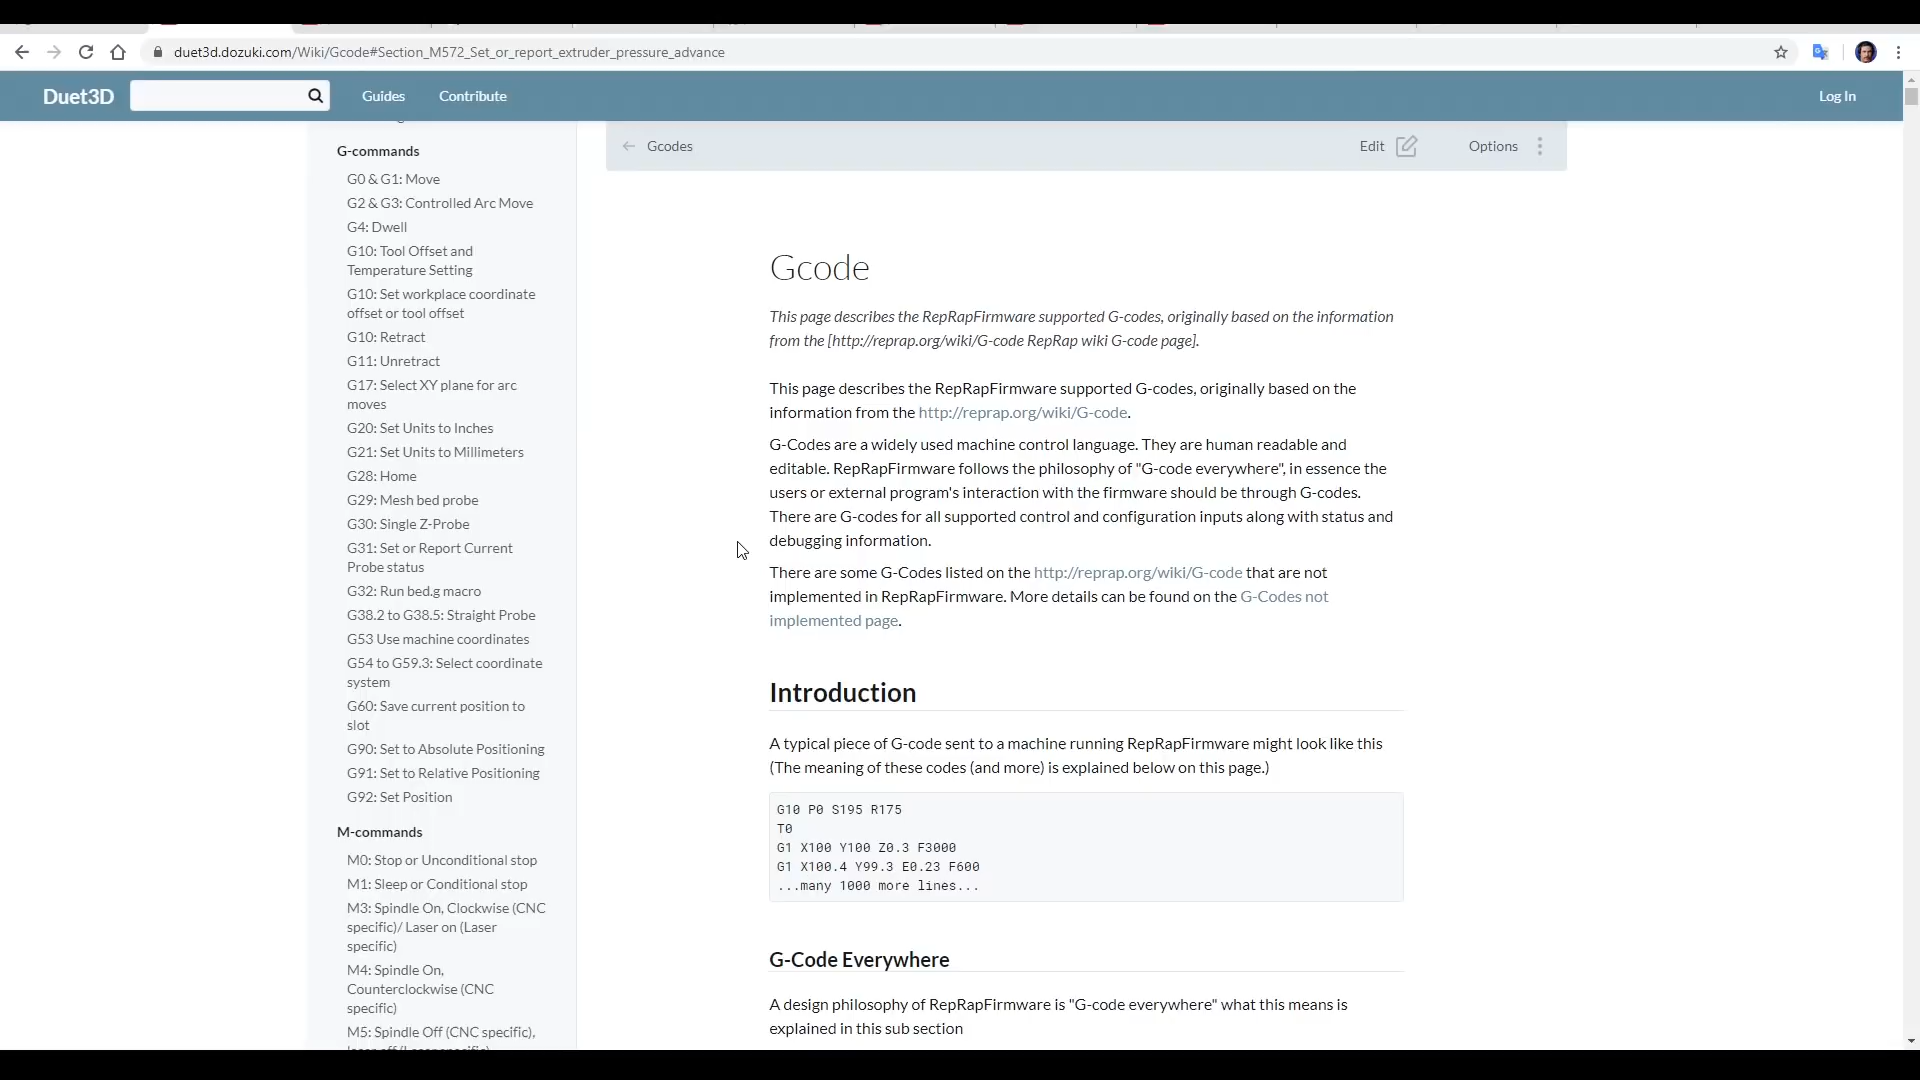 duet3d.dozuki.com/Wiki/Gcode#Section_M572_Set_or_report_extruder_pressure_advance
Duet3D
Guides
Contribute
Log In
G-commands
G0 & G1: Move
G2 & G3: Controlled Arc Move
G4: Dwell
G10: Tool Offset and
Temperature Setting
G10: Set workplace coordinate
offset or tool offset
G10: Retract
G11: Unretract
G17: Select XY plane for arc
moves
G20: Set Units to Inches
G21: Set Units to Millimeters
G28: Home
G29: Mesh bed probe
G30: Single Z-Probe
G31: Set or Report Current
Probe status
G32: Run bed.g macro
G38.2 to G38.5: Straight Probe
G53 Use machine coordinates
G54 to G59.3: Select coordinate
system
G60: Save current position to
slot
G90: Set to Absolute Positioning
G91: Set to Relative Positioning
G92: Set Position
M-commands
M0: Stop or Unconditional stop
M1: Sleep or Conditional stop
M3: Spindle On, Clockwise (CNC
specific)/ Laser on (Laser
specific)
M4: Spindle On,
Counterclockwise (CNC
specific)
M5: Spindle Off (CNC specific),
Gcodes
Edit
Options
Gcode
This page describes the RepRapFirmware supported G-codes, originally based on the information
from the [http://reprap.org/wiki/G-code RepRap wiki G-code page].
This page describes the RepRapFirmware supported G-codes, originally based on the
information from the http://reprap.org/wiki/G-code.
G-Codes are a widely used machine control language. They are human readable and
editable. RepRapFirmware follows the philosophy of "G-code everywhere", in essence the
users or external program's interaction with the firmware should be through G-codes.
There are G-codes for all supported control and configuration inputs along with status and
debugging information.
There are some G-Codes listed on the http://reprap.org/wiki/G-code that are not
implemented in RepRapFirmware. More details can be found on the G-Codes not
implemented page.
Introduction
A typical piece of G-code sent to a machine running RepRapFirmware might look like this
(The meaning of these codes (and more) is explained below on this page.)
G10 P0 S195 R175
T0
G1 X100 Y100 Z0.3 F3000
G1 X100.4 Y99.3 E0.23 F600
...many 1000 more lines...
G-Code Everywhere
A design philosophy of RepRapFirmware is "G-code everywhere" what this means is
explained in this sub section